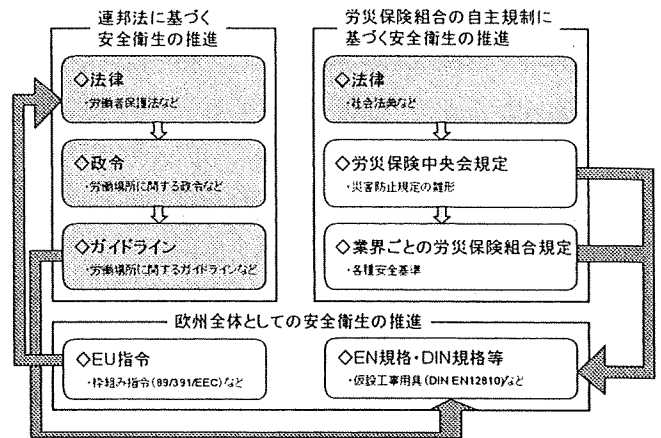 連邦法に基づく
安全衛生の推進
◇法律
・労働者保護法など
◇政令
・労働場所に関する政令など
◇ガイドライン
・労働場所に関するガイドラインなど
労災保険組合の自主規制に
基づく安全衛生の推進
◇法律
・社会法典など
◇労災保険中央会規定
・災害防止規定の雛形
◇業界ごとの労災保険組合規定
・各種安全基準
欧州全体としての安全衛生の推進
◇EU指令
・枠組み指令(89/391/EEC)など
◇EN規格・DIN規格等
・仮設工事用具(DIN EN12810)など